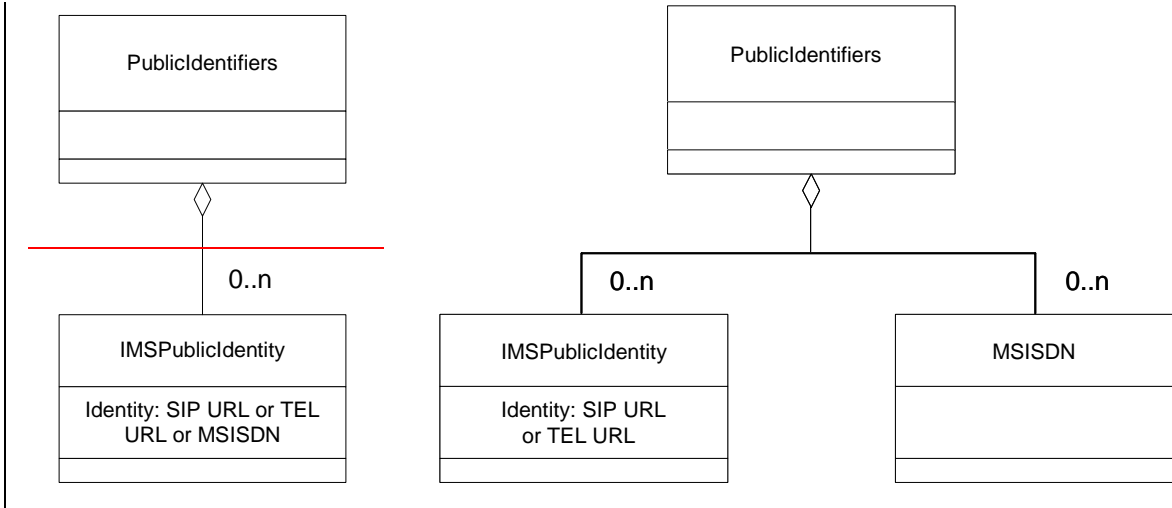 PublicIdentifiers
0..n
IMSPublicIdentity
Identity: SIP URL or TEL
URL or MSISDN
PublicIdentifiers
0..n
0..n
IMSPublicIdentity
Identity: SIP URL
or TEL URL
MSISDN